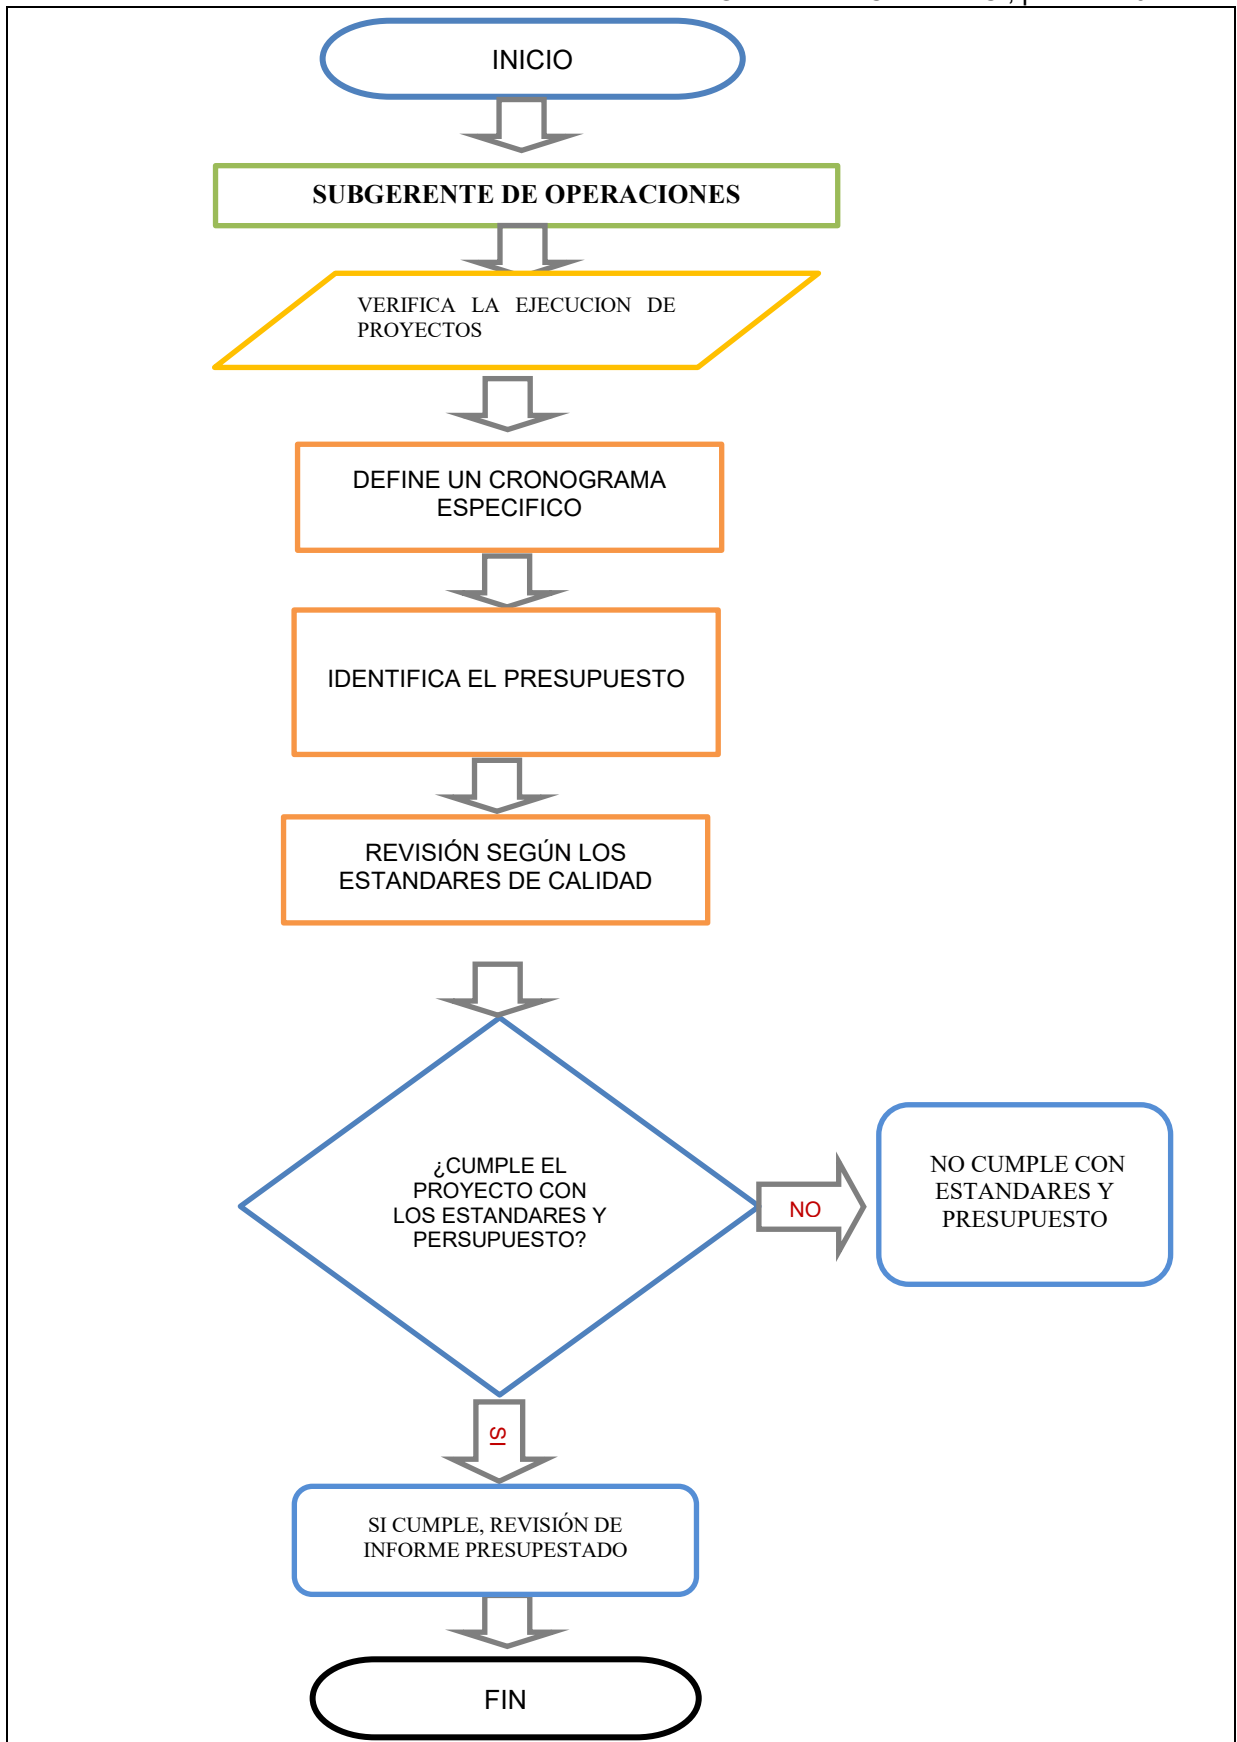 INICIO
SUBGERENTE DE OPERACIONES
VERIFICA LA EJECUCION DE
PROYECTOS
DEFINE UN CRONOGRAMA
ESPECIFICO
IDENTIFICA EL PRESUPUESTO
REVISIÓN SEGÚN LOS
ESTANDARES DE CALIDAD
¿CUMPLE EL
PROYECTO CON
LOS ESTANDARES Y
PERSUPUESTO?
NO
NO CUMPLE CON
ESTANDARES Y
PRESUPUESTO
SI
SI CUMPLE, REVISIÓN DE
INFORME PRESUPESTADO
FIN